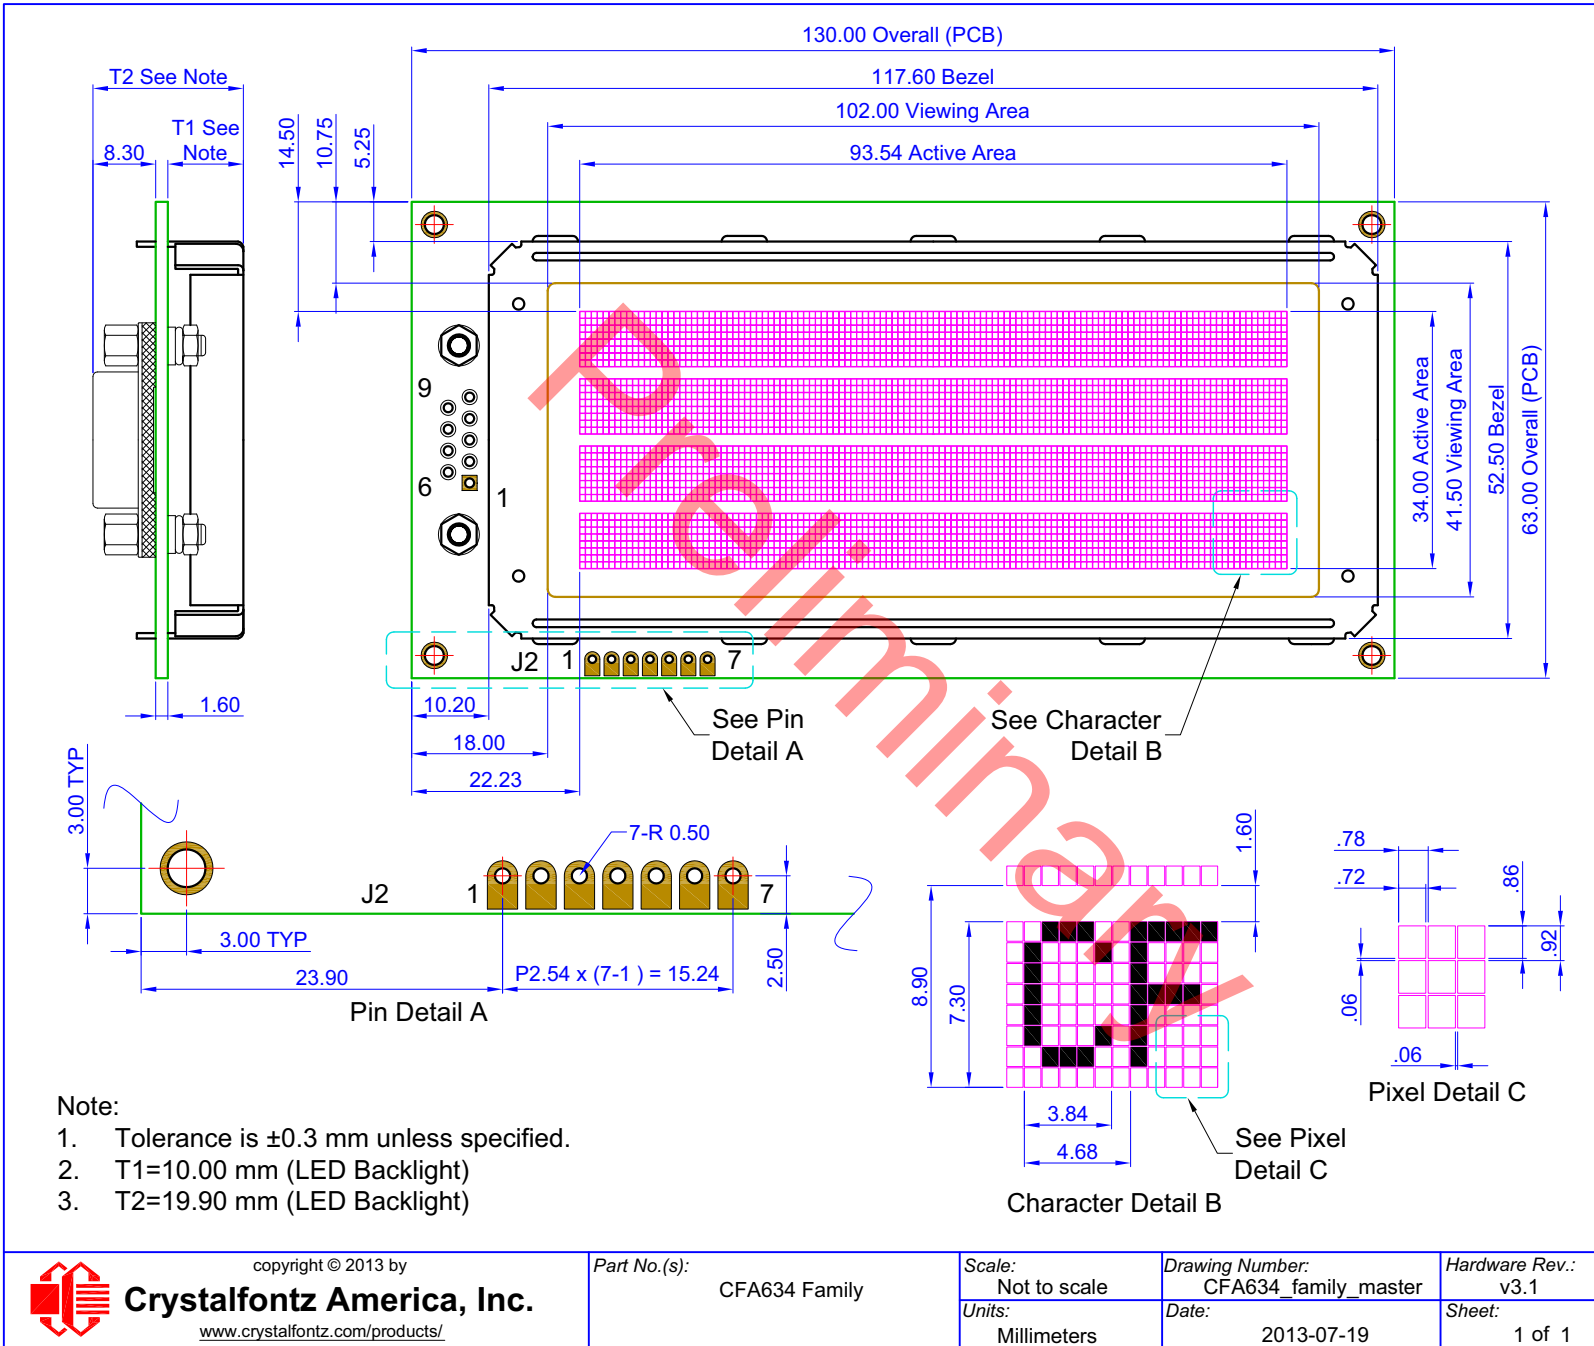 130.00 Overall (PCB)
T2 See Note
117.60 Bezel
102.00 Viewing Area
T1 See
Note
8.30
14.50
10.75
5.25
93.54 Active Area
9
6
1
34.00 Active Area
41.50 Viewing Area
52.50 Bezel
63.00 Overall (PCB)
J2
1
7
1.60
10.20
18.00
22.23
See Pin
Detail A
See Character
Detail B
Preliminary
3.00 TYP
7-R 0.50
J2
1
7
3.00 TYP
23.90
P2.54 x (7-1 ) = 15.24
2.50
Pin Detail A
1.60
8.90
7.30
3.84
4.68
See Pixel
Detail C
Character Detail B
.78
.72
.86
.92
.06
.06
Pixel Detail C
Note:
1. Tolerance is ±0.3 mm unless specified.
2. T1=10.00 mm (LED Backlight)
3. T2=19.90 mm (LED Backlight)
copyright © 2013 by
Crystalfontz America, Inc.
www.crystalfontz.com/products/
Part No.(s):
CFA634 Family
Scale:
Not to scale
Units:
Millimeters
Drawing Number:
CFA634_family_master
Date:
2013-07-19
Hardware Rev.:
v3.1
Sheet:
1 of 1